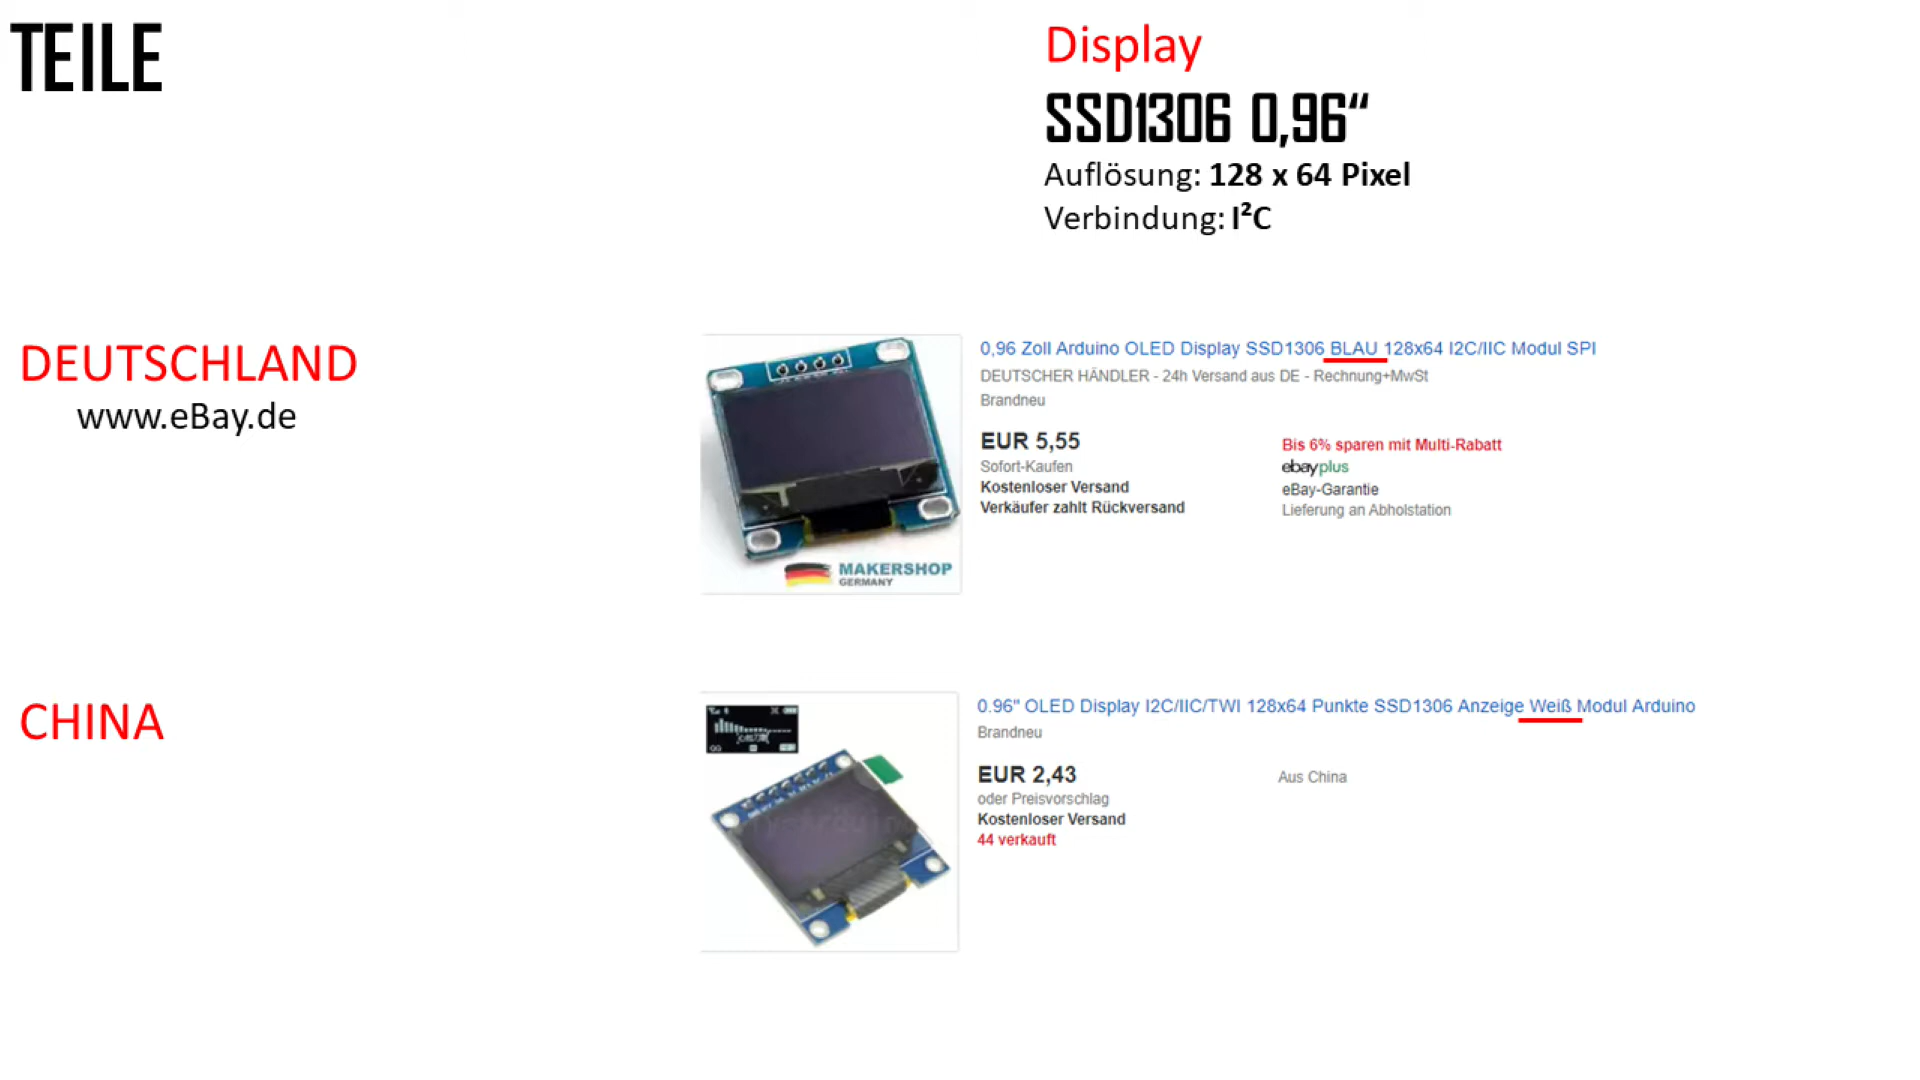 TEILE
Display
SSD1306 0,96“
Auflösung: 128 x 64 Pixel
Verbindung: I²C
DEUTSCHLAND
www.eBay.de
MAKERSHOP
GERMANY
0,96 Zoll Arduino OLED Display SSD1306 BLAU 128x64 I2C/IIC Modul SPI
DEUTSCHER HÄNDLER - 24h Versand aus DE - Rechnung+MwSt
Brandneu
EUR 5,55
Sofort-Kaufen
Kostenloser Versand
Verkäufer zahlt Rückversand
Bis 6% sparen mit Multi-Rabatt
ebayplus
eBay-Garantie
Lieferung an Abholstation
CHINA
0.96" OLED Display I2C/IIC/TWI 128x64 Punkte SSD1306 Anzeige Weiß Modul Arduino
Brandneu
EUR 2,43
oder Preisvorschlag
Kostenloser Versand
44 verkauft
Aus China